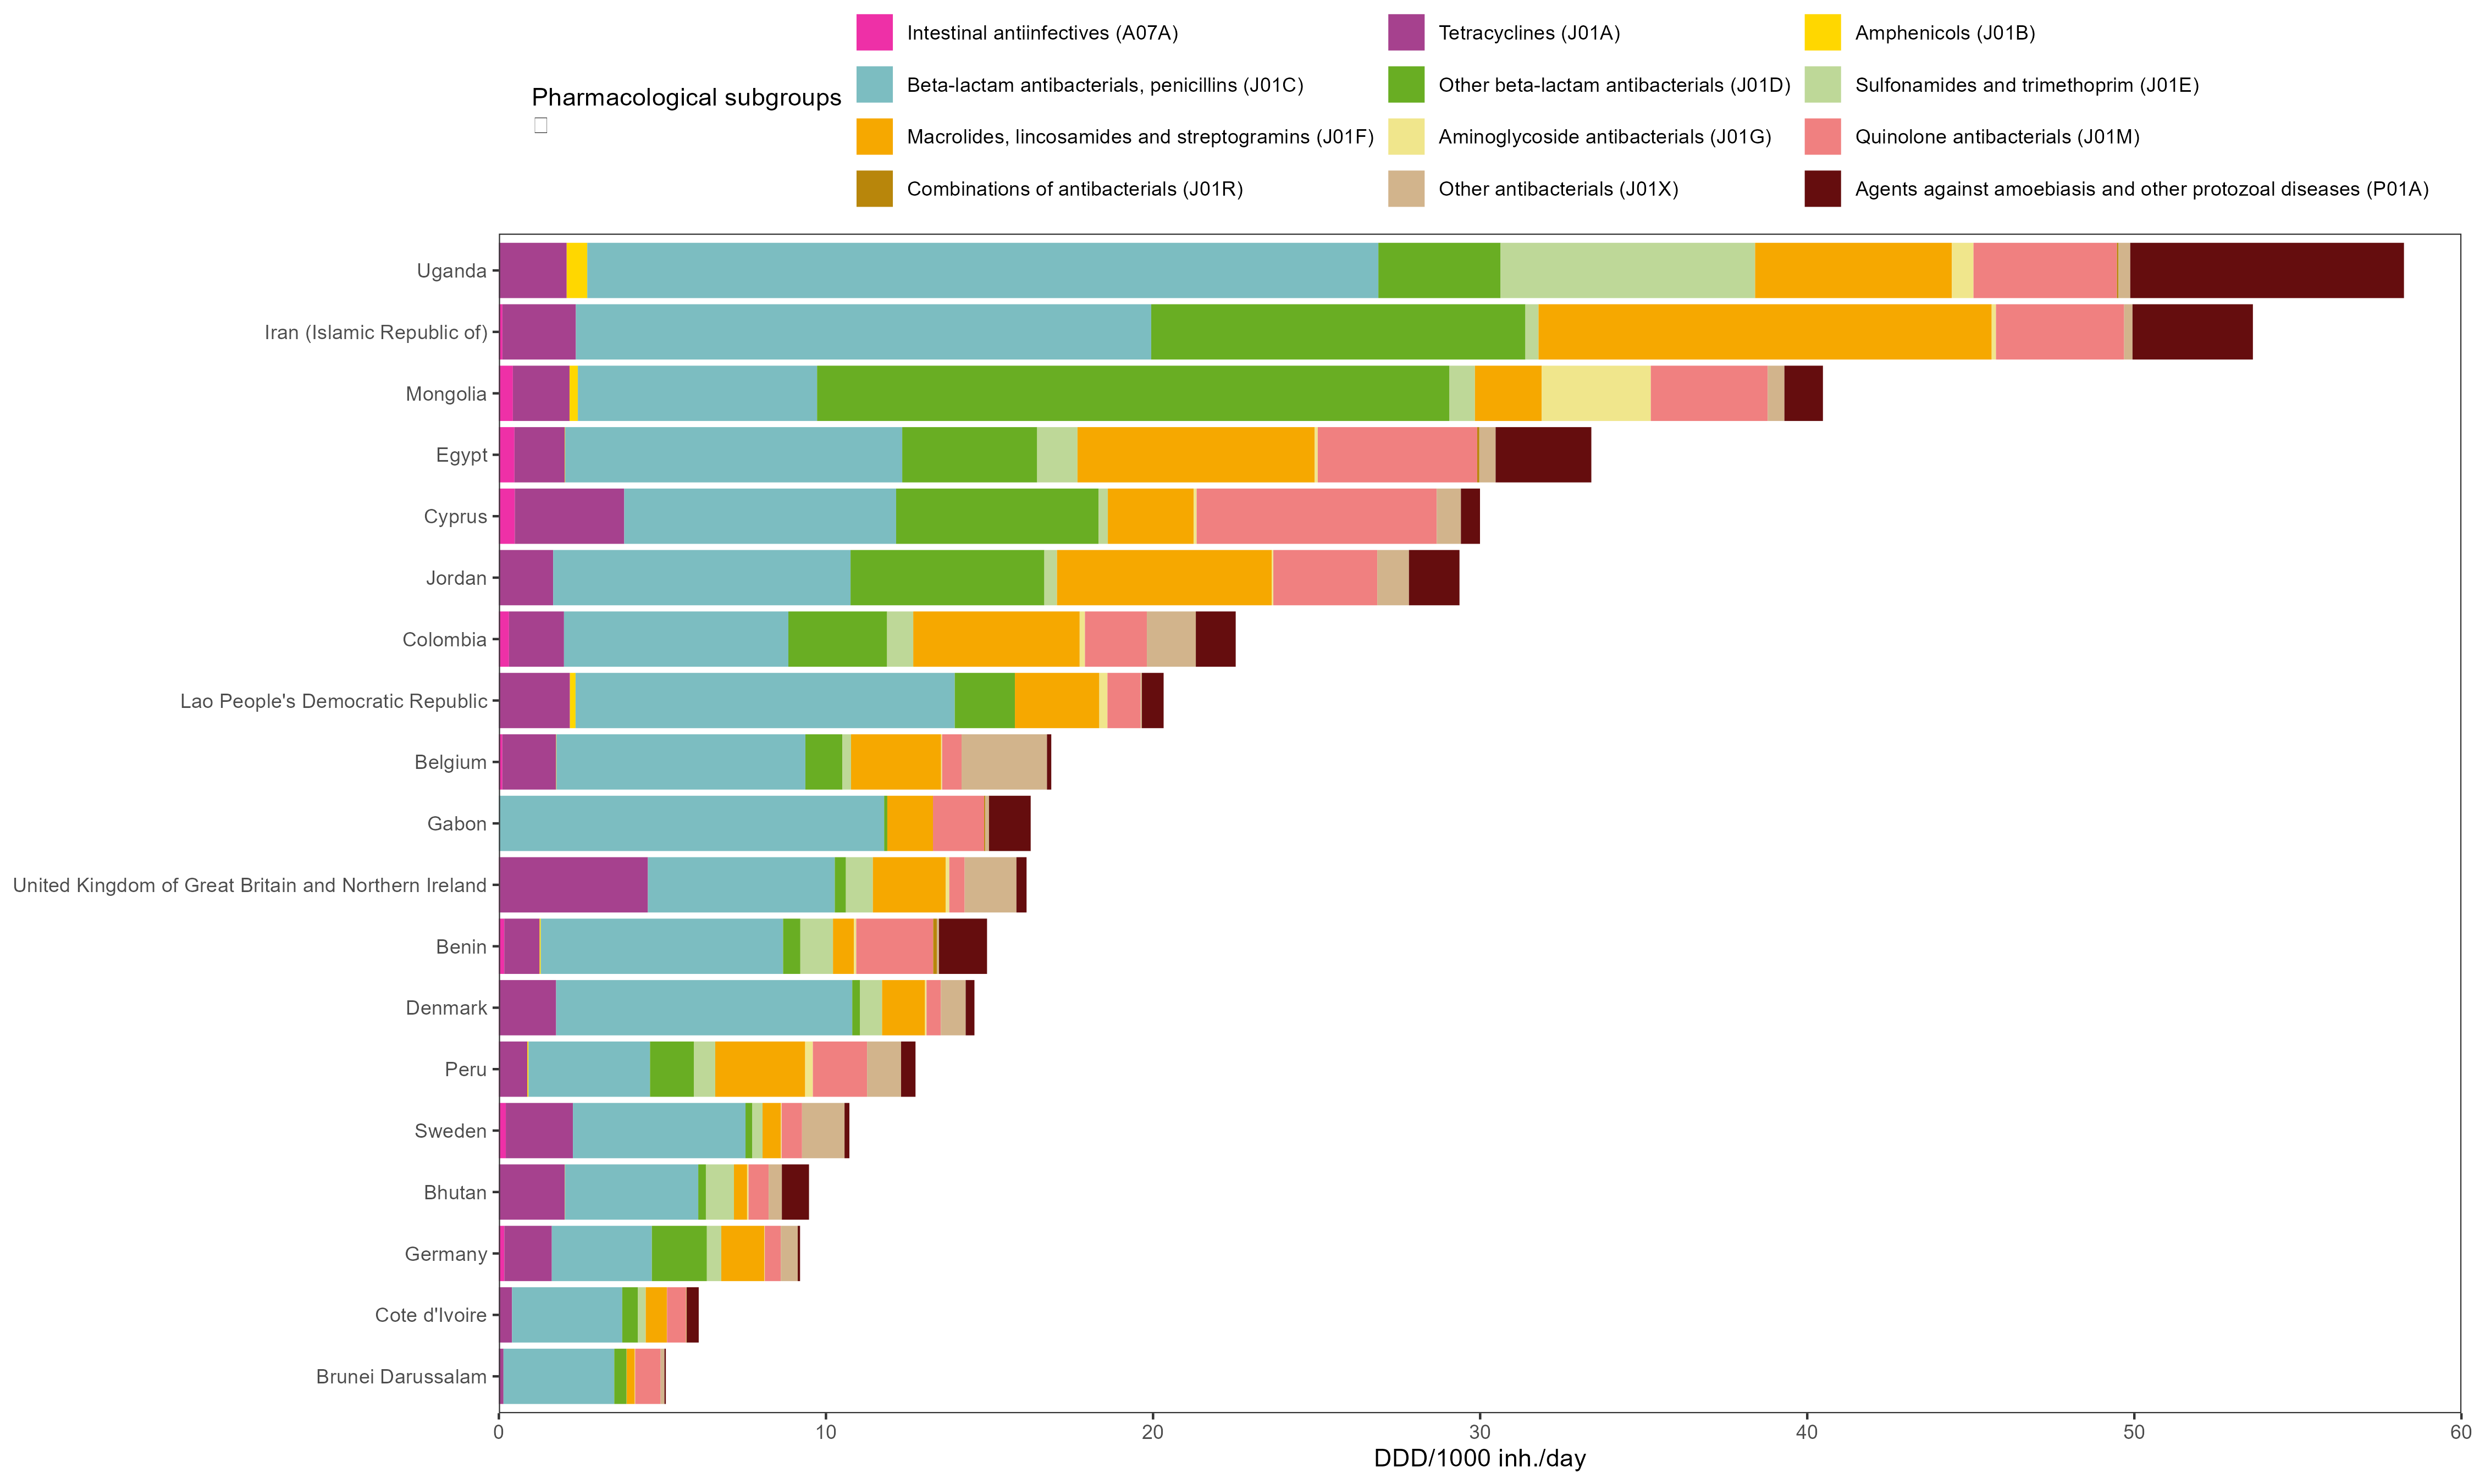 Pharmacological subgroups
Intestinal antiinfectives (A07A)
Tetracyclines (J01A)
Amphenicols (J01B)
Beta-lactam antibacterials, penicillins (J01C)
Other beta-lactam antibacterials (J01D)
Sulfonamides and trimethoprim (J01E)
Macrolides, lincosamides and streptogramins (J01F)
Aminoglycoside antibacterials (J01G)
Quinolone antibacterials (J01M)
Combinations of antibacterials (J01R)
Other antibacterials (J01X)
Agents against amoebiasis and other protozoal diseases (P01A)
Uganda
Iran (Islamic Republic of)
Mongolia
Egypt
Cyprus
Jordan
Colombia
Lao People's Democratic Republic
Belgium
Gabon
United Kingdom of Great Britain and Northern Ireland
Benin
Denmark
Peru
Sweden
Bhutan
Germany
Cote d'Ivoire
Brunei Darussalam
0 10 20 30 40 50 60
DDD/1000 inh./day